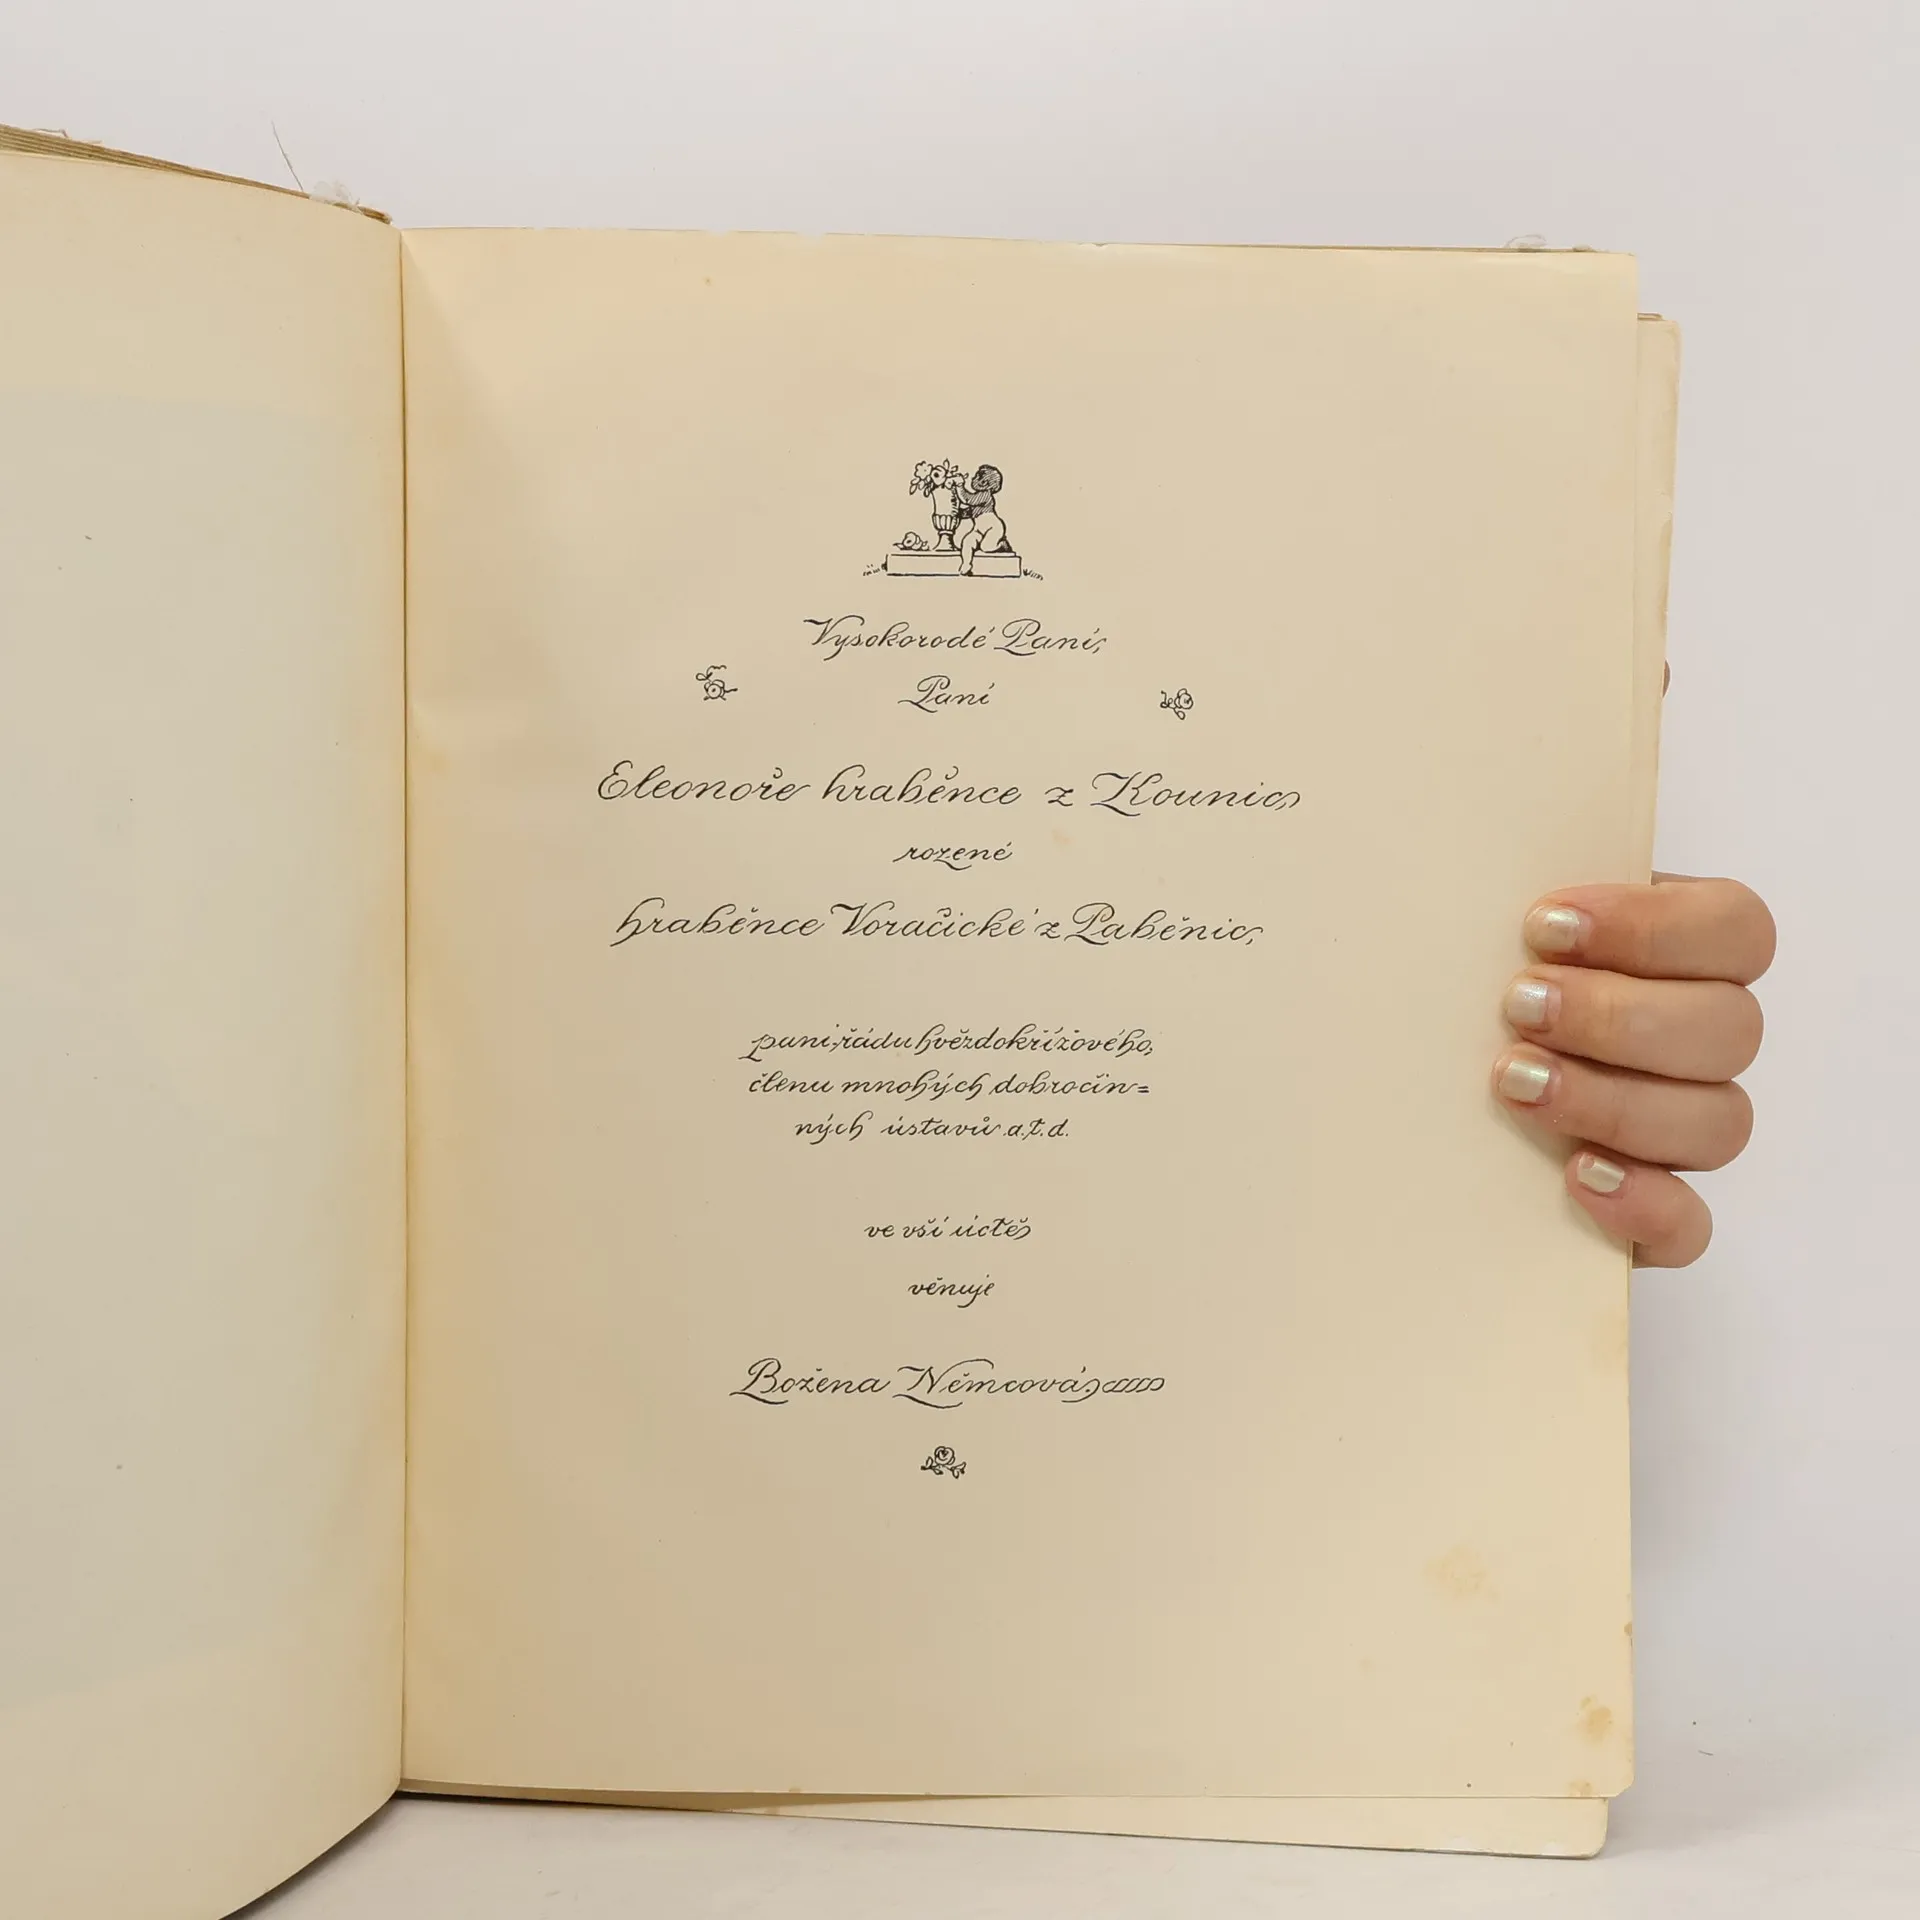 Vysokorodé Paní,
Paní
Eleonoře hraběnce z Kounic,
rozené
hraběnce Voračické z Paběnic,
paní řádu hvězdokřížového,
členu mnohých dobročin=
ných ústavů a.t.d.
ve vší úctě
věnuje
Božena Němcová